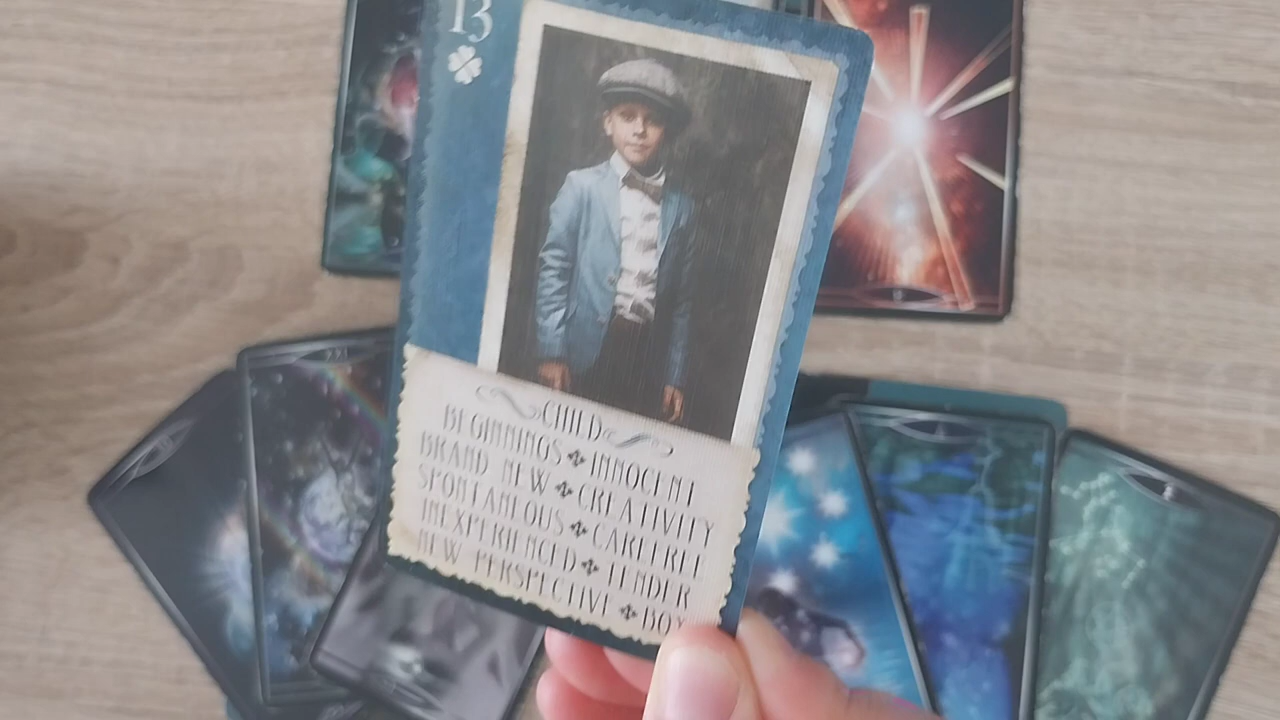 13
CHILD
BEGINNINGS INNOCENT
BRAND NEW CREATIVITY
SPONTANEOUS CAREFREE
INEXPERIENCED TENDER
NEW PERSPECTIVE BOY